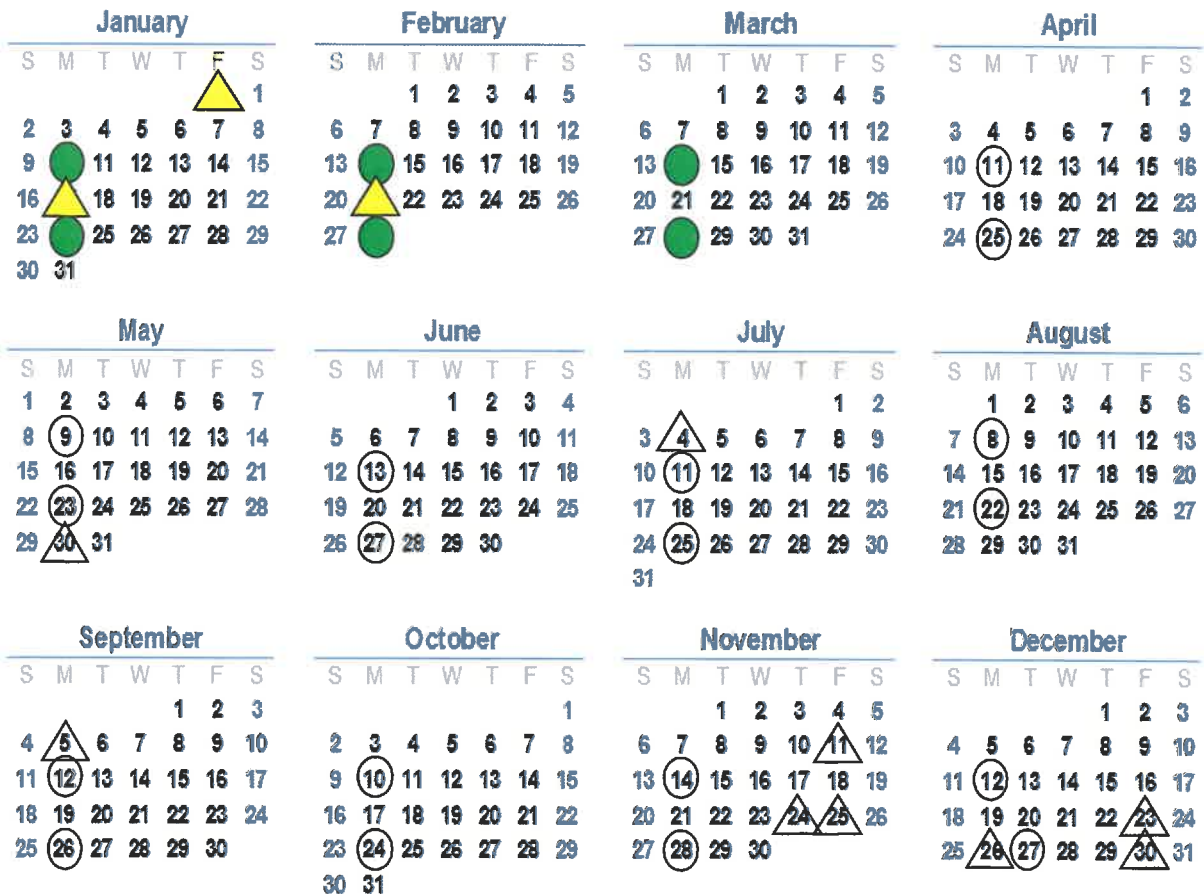 January February March April
S M T W T F S S M T W T F S S M T W T F S S M T W T F S
1 1 2 3 4 5 1 2 3 4 5 1 2
2 3 4 5 6 7 8 6 7 8 9 10 11 12 6 7 8 9 10 11 12 3 4 5 6 7 8 9
9 11 12 13 14 15 13 15 16 17 18 19 13 15 16 17 18 19 10 11 12 13 14 15 16
16 18 19 20 21 22 20 22 23 24 25 26 20 21 22 23 24 25 26 17 18 19 20 21 22 23
23 25 26 27 28 29 27 27 29 30 31 24 25 26 27 28 29 30
30 31
May June July August
S M T W T F S S M T W T F S S M T W T F S S M T W T F S
1 2 3 4 5 6 7 1 2 3 4 1 2 1 2 3 4 5 6
8 9 10 11 12 13 14 5 6 7 8 9 10 11 3 4 5 6 7 8 9 7 8 9 10 11 12 13
15 16 17 18 19 20 21 12 13 14 15 16 17 18 10 11 12 13 14 15 16 14 15 16 17 18 19 20
22 23 24 25 26 27 28 19 20 21 22 23 24 25 17 18 19 20 21 22 23 21 22 23 24 25 26 27
29 30 31 26 27 28 29 30 24 25 26 27 28 29 30 28 29 30 31
31
September October November December
S M T W T F S S M T W T F S S M T W T F S S M T W T F S
1 2 3 1 1 2 3 4 5 1 2 3
4 5 6 7 8 9 10 2 3 4 5 6 7 8 6 7 8 9 10 11 12 4 5 6 7 8 9 10
11 12 13 14 15 16 17 9 10 11 12 13 14 15 13 14 15 16 17 18 19 11 12 13 14 15 16 17
18 19 20 21 22 23 24 16 17 18 19 20 21 22 20 21 22 23 24 25 26 18 19 20 21 22 23 24
25 26 27 28 29 30 23 24 25 26 27 28 29 27 28 29 30 25 26 27 28 29 30 31
30 31